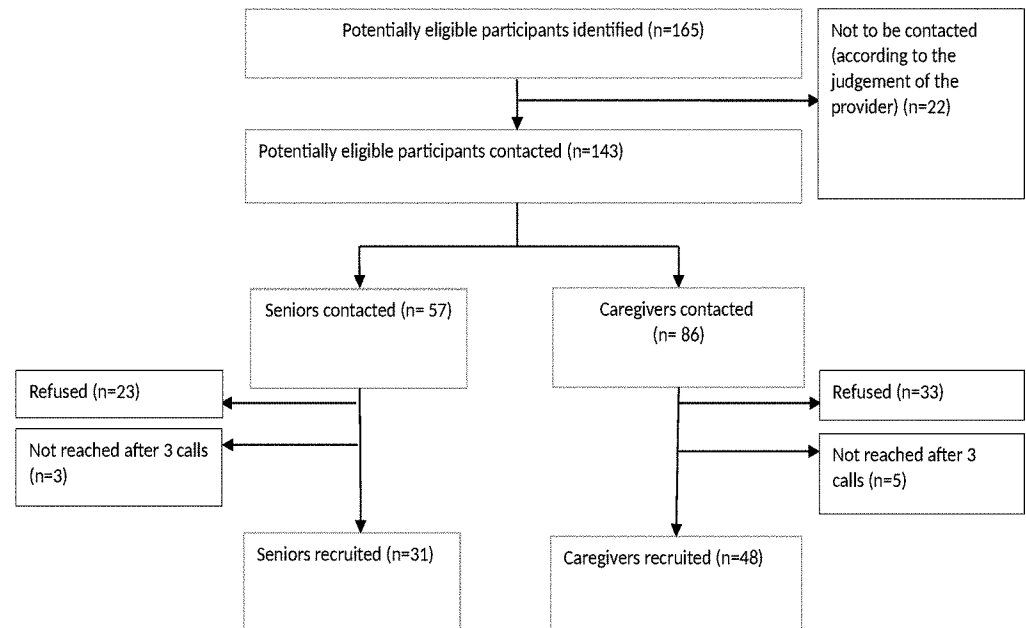 Potentially eligible participants identified (n=165)
Not to be contacted
(according to the
judgement of the
provider) (n=22)
Potentially eligible participants contacted (n=143)
Seniors contacted (n= 57)
Caregivers contacted
(n= 86)
Refused (n=23)
Refused (n=33)
Not reached after 3 calls
(n=3)
Not reached after 3
calls (n=5)
Seniors recruited (n=31)
Caregivers recruited (n=48)